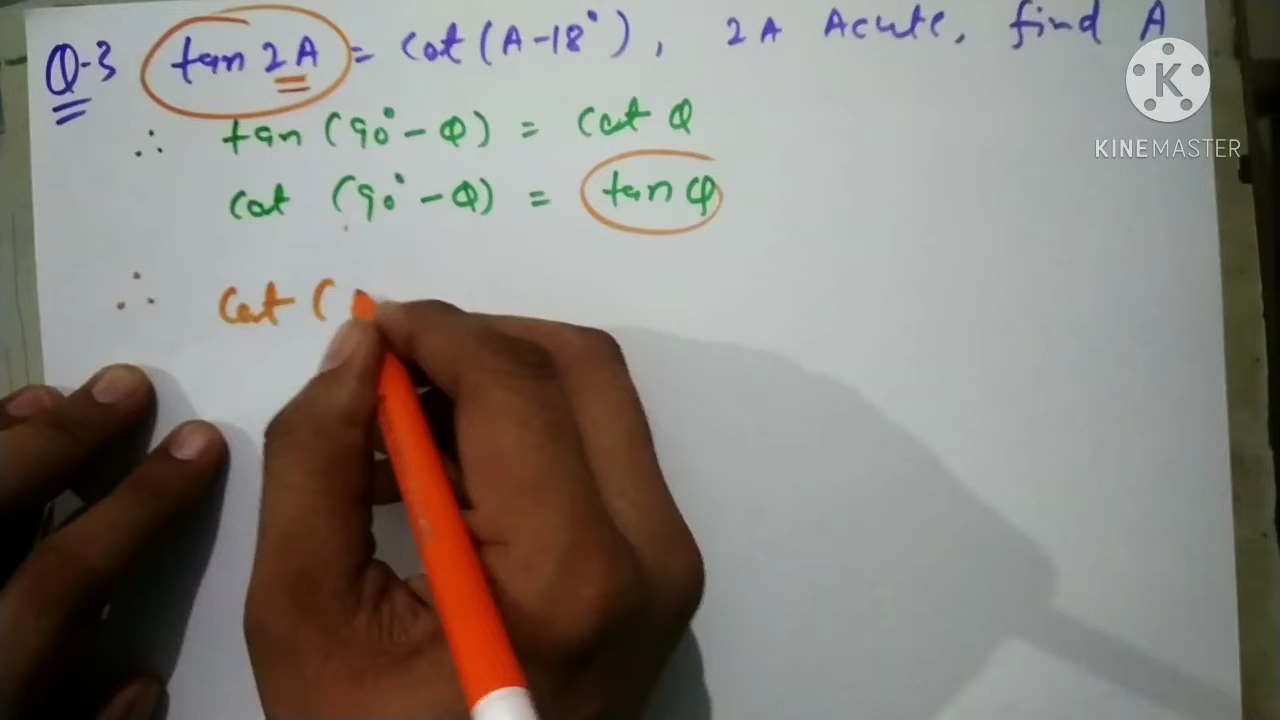 Q-3 tan 2A = cot (A-18°), 2A Acute, find A
∴ tan (90° - θ) = cot θ
cot (90° - θ) = tan θ
∴ cot (
K
KINEMASTER